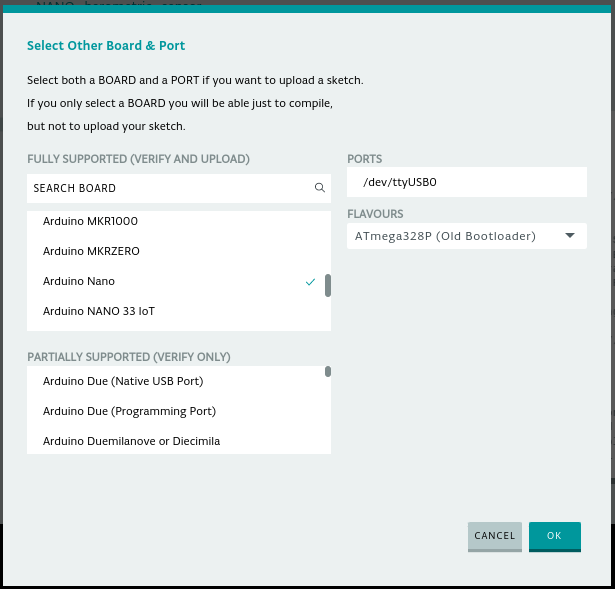 NANO_barometric_sensor
Select Other Board & Port
Select both a BOARD and a PORT if you want to upload a sketch.
If you only select a BOARD you will be able just to compile,
but not to upload your sketch.
FULLY SUPPORTED (VERIFY AND UPLOAD)
SEARCH BOARD
Arduino MKR1000
Arduino MKRZERO
Arduino Nano
Arduino NANO 33 IoT
PARTIALLY SUPPORTED (VERIFY ONLY)
Arduino Due (Native USB Port)
Arduino Due (Programming Port)
Arduino Duemilanove or Diecimila
PORTS
/dev/ttyUSB0
FLAVOURS
ATmega328P (Old Bootloader)
CANCEL
OK